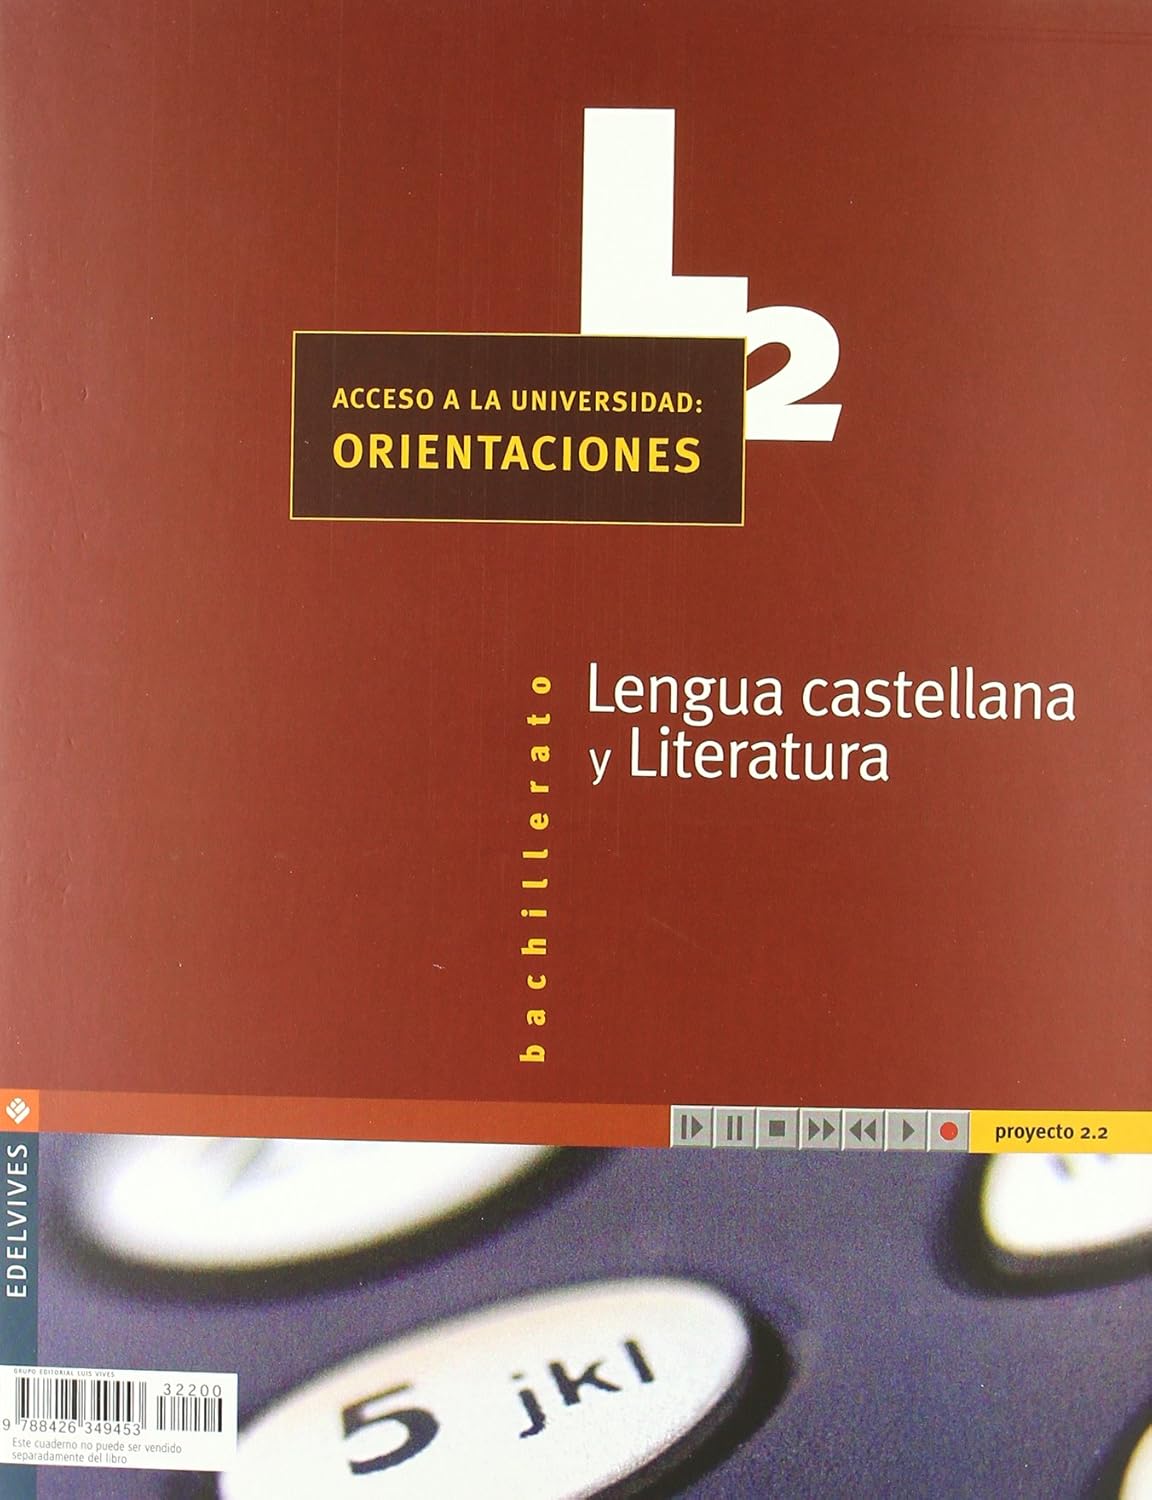 L2
ACCESO A LA UNIVERSIDAD:
ORIENTACIONES
bachillerato
Lengua castellana
y Literatura
proyecto 2.2
EDELVIVES
5 jkl
GRUPO EDITORIAL LUIS VIVES
32200
9 788426 349453
Este cuaderno no puede ser vendido
separadamente del libro